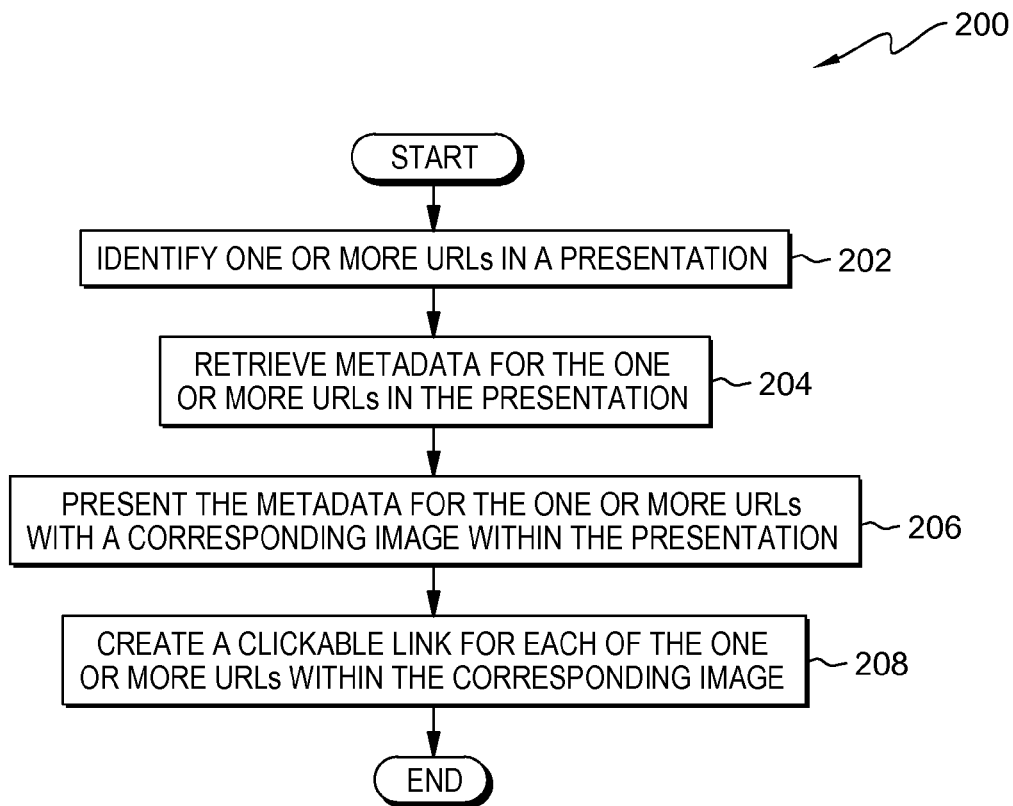 200
START
IDENTIFY ONE OR MORE URLs IN A PRESENTATION
202
RETRIEVE METADATA FOR THE ONE
OR MORE URLs IN THE PRESENTATION
204
PRESENT THE METADATA FOR THE ONE OR MORE URLs
WITH A CORRESPONDING IMAGE WITHIN THE PRESENTATION
206
CREATE A CLICKABLE LINK FOR EACH OF THE ONE
OR MORE URLs WITHIN THE CORRESPONDING IMAGE
208
END